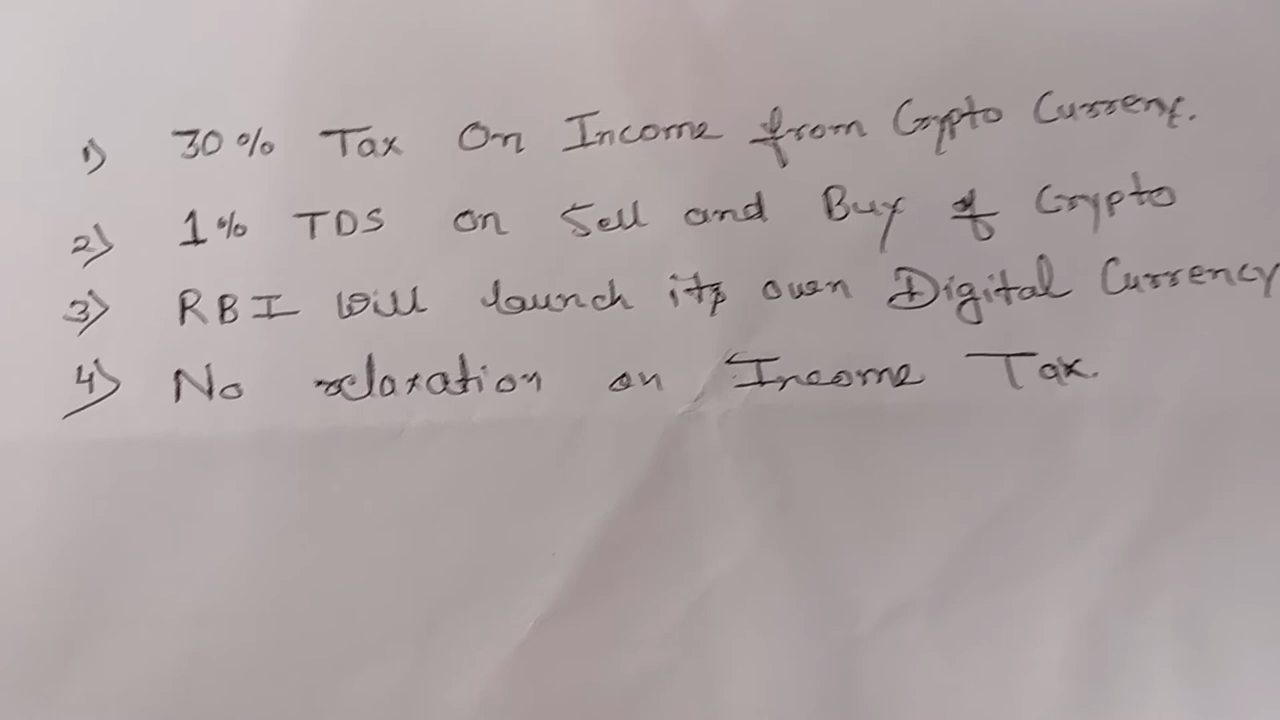 1) 30% Tax On Income from Crypto Current.
2) 1% TDS on Sell and Buy of Crypto
3) RBI will launch its own Digital Currency
4) No relaxation on Income Tax.